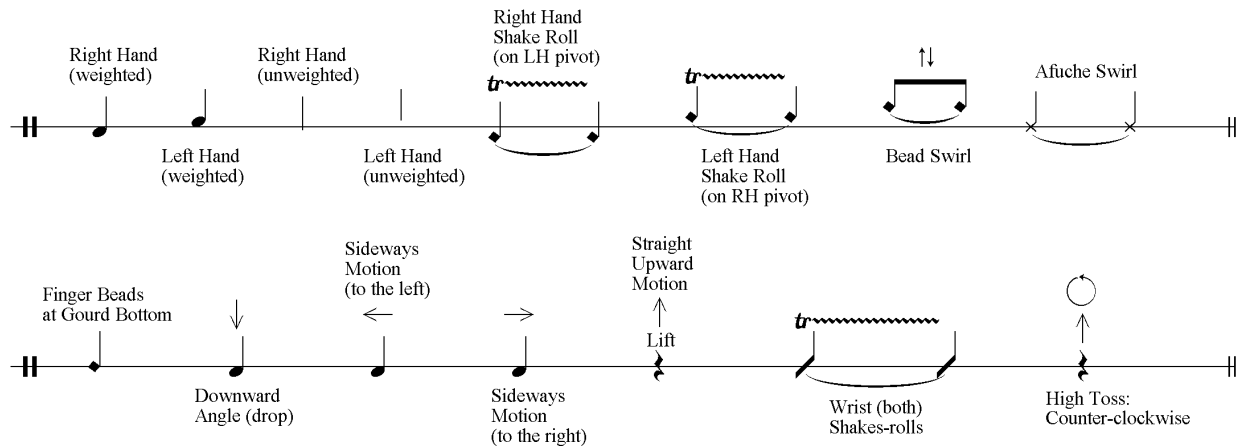 Right Hand
(weighted)
Left Hand
(weighted)
Right Hand
(unweighted)
Left Hand
(unweighted)
Right Hand
Shake Roll
(on LH pivot)
tr
tr
Left Hand
Shake Roll
(on RH pivot)
Bead Swirl
Afuche Swirl
Finger Beads
at Gourd Bottom
Downward
Angle (drop)
Sideways
Motion
(to the left)
Sideways
Motion
(to the right)
Straight
Upward
Motion
Lift
tr
Wrist (both)
Shakes-rolls
High Toss:
Counter-clockwise